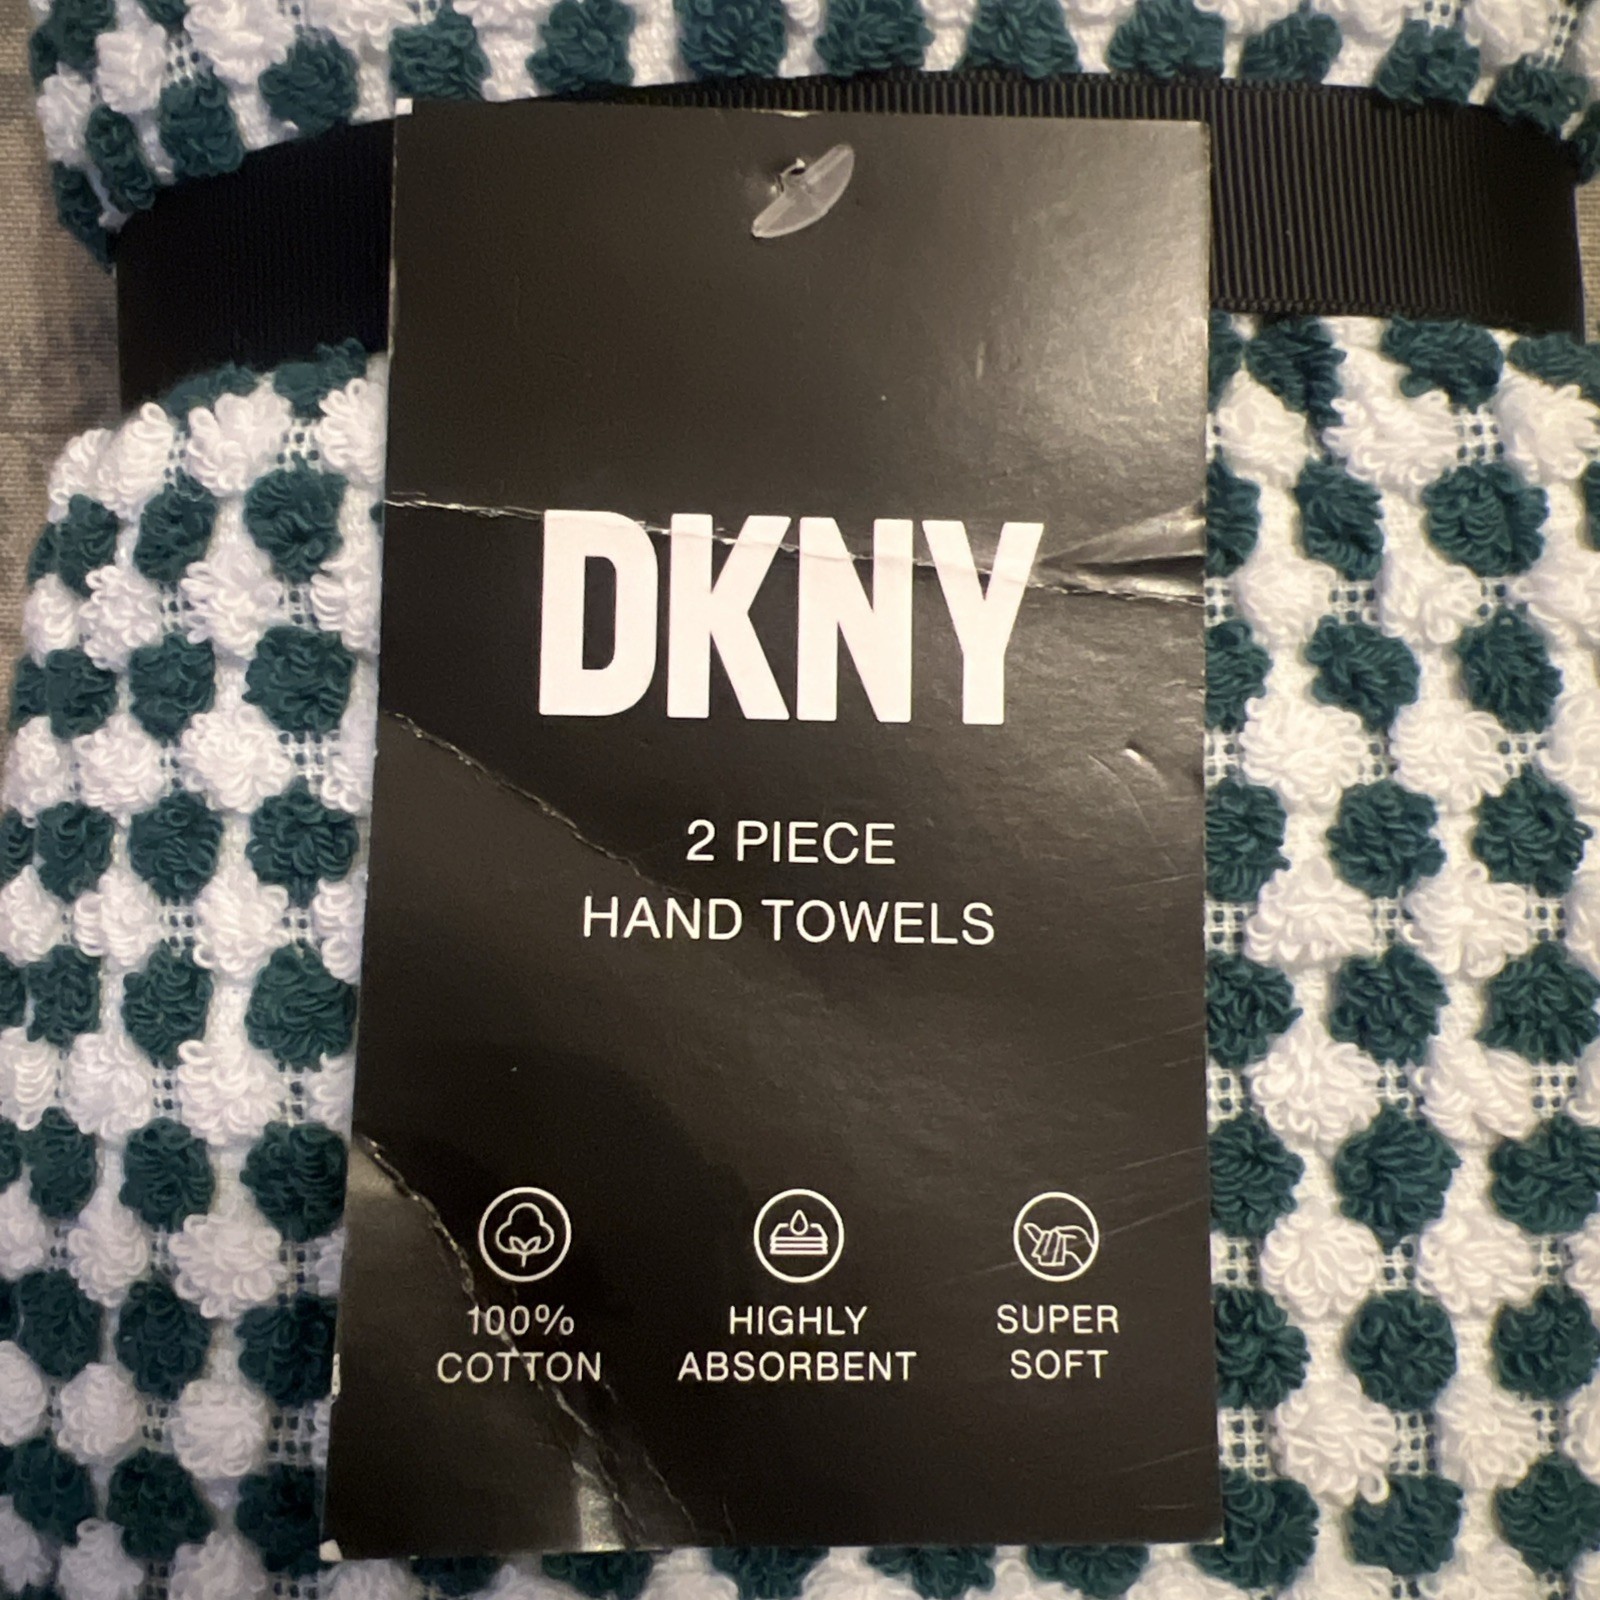 DKNY
2 PIECE
HAND TOWELS
100%
COTTON
HIGHLY
ABSORBENT
SUPER
SOFT